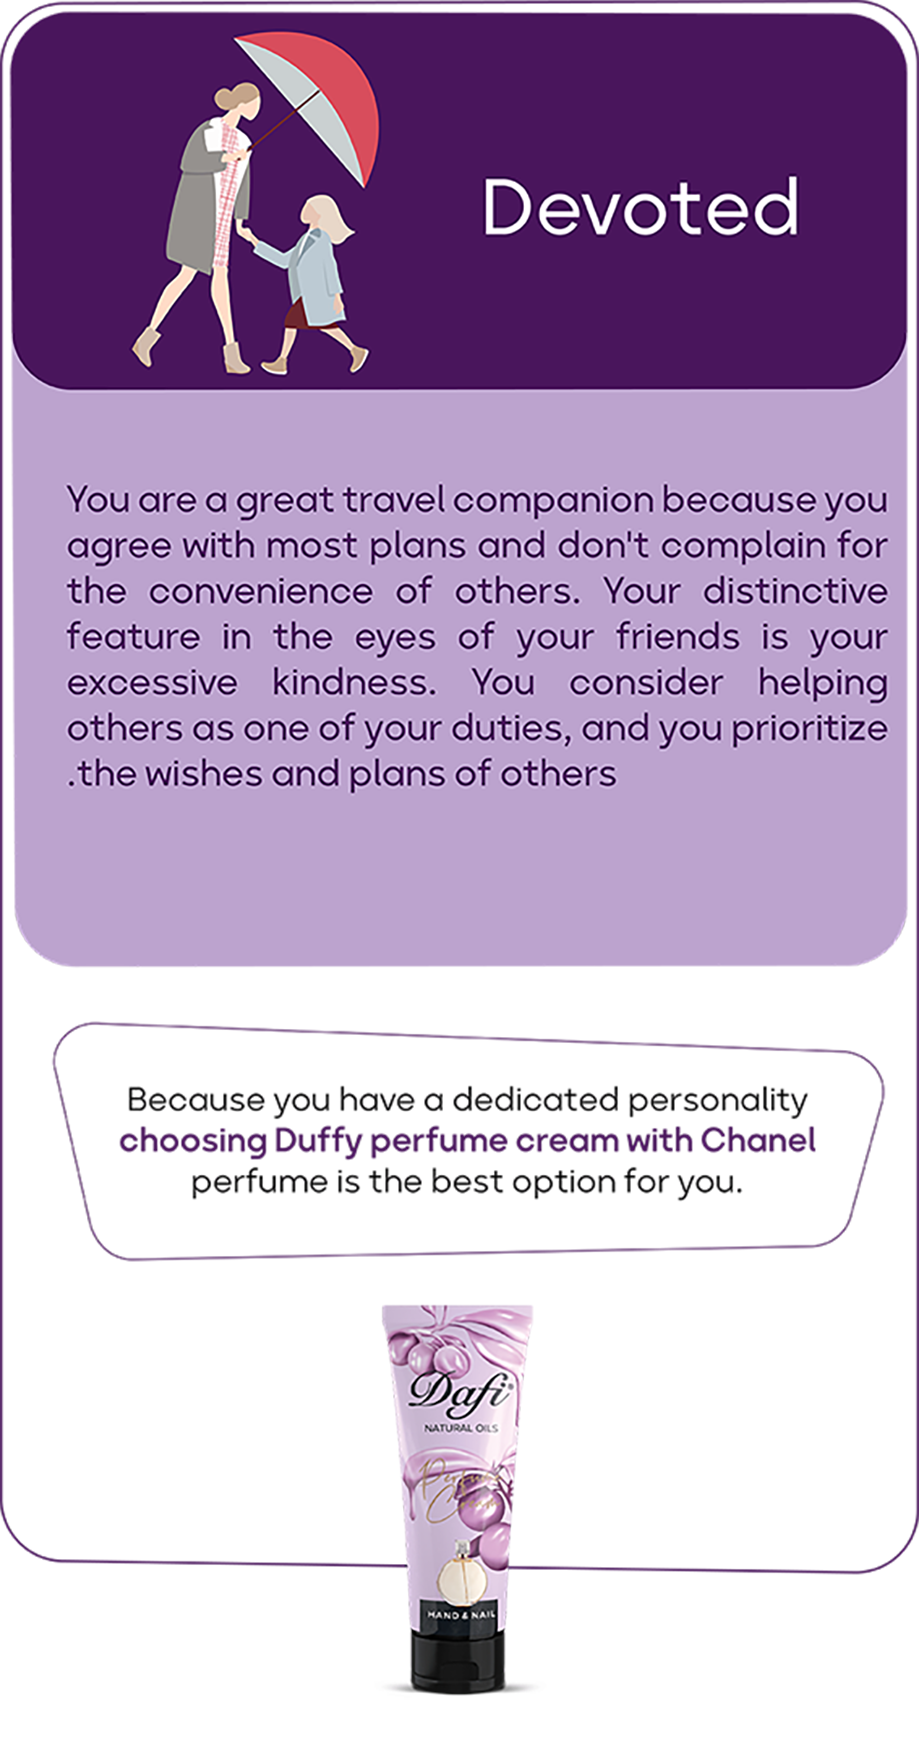 Devoted
You are a great travel companion because you
agree with most plans and don't complain for
the convenience of others. Your distinctive
feature in the eyes of your friends is your
excessive kindness. You consider helping
others as one of your duties, and you prioritize
.the wishes and plans of others
Because you have a dedicated personality
choosing Duffy perfume cream with Chanel
perfume is the best option for you.
Dafi®
NATURAL OILS
Perfume
Cream
HAND & NAIL